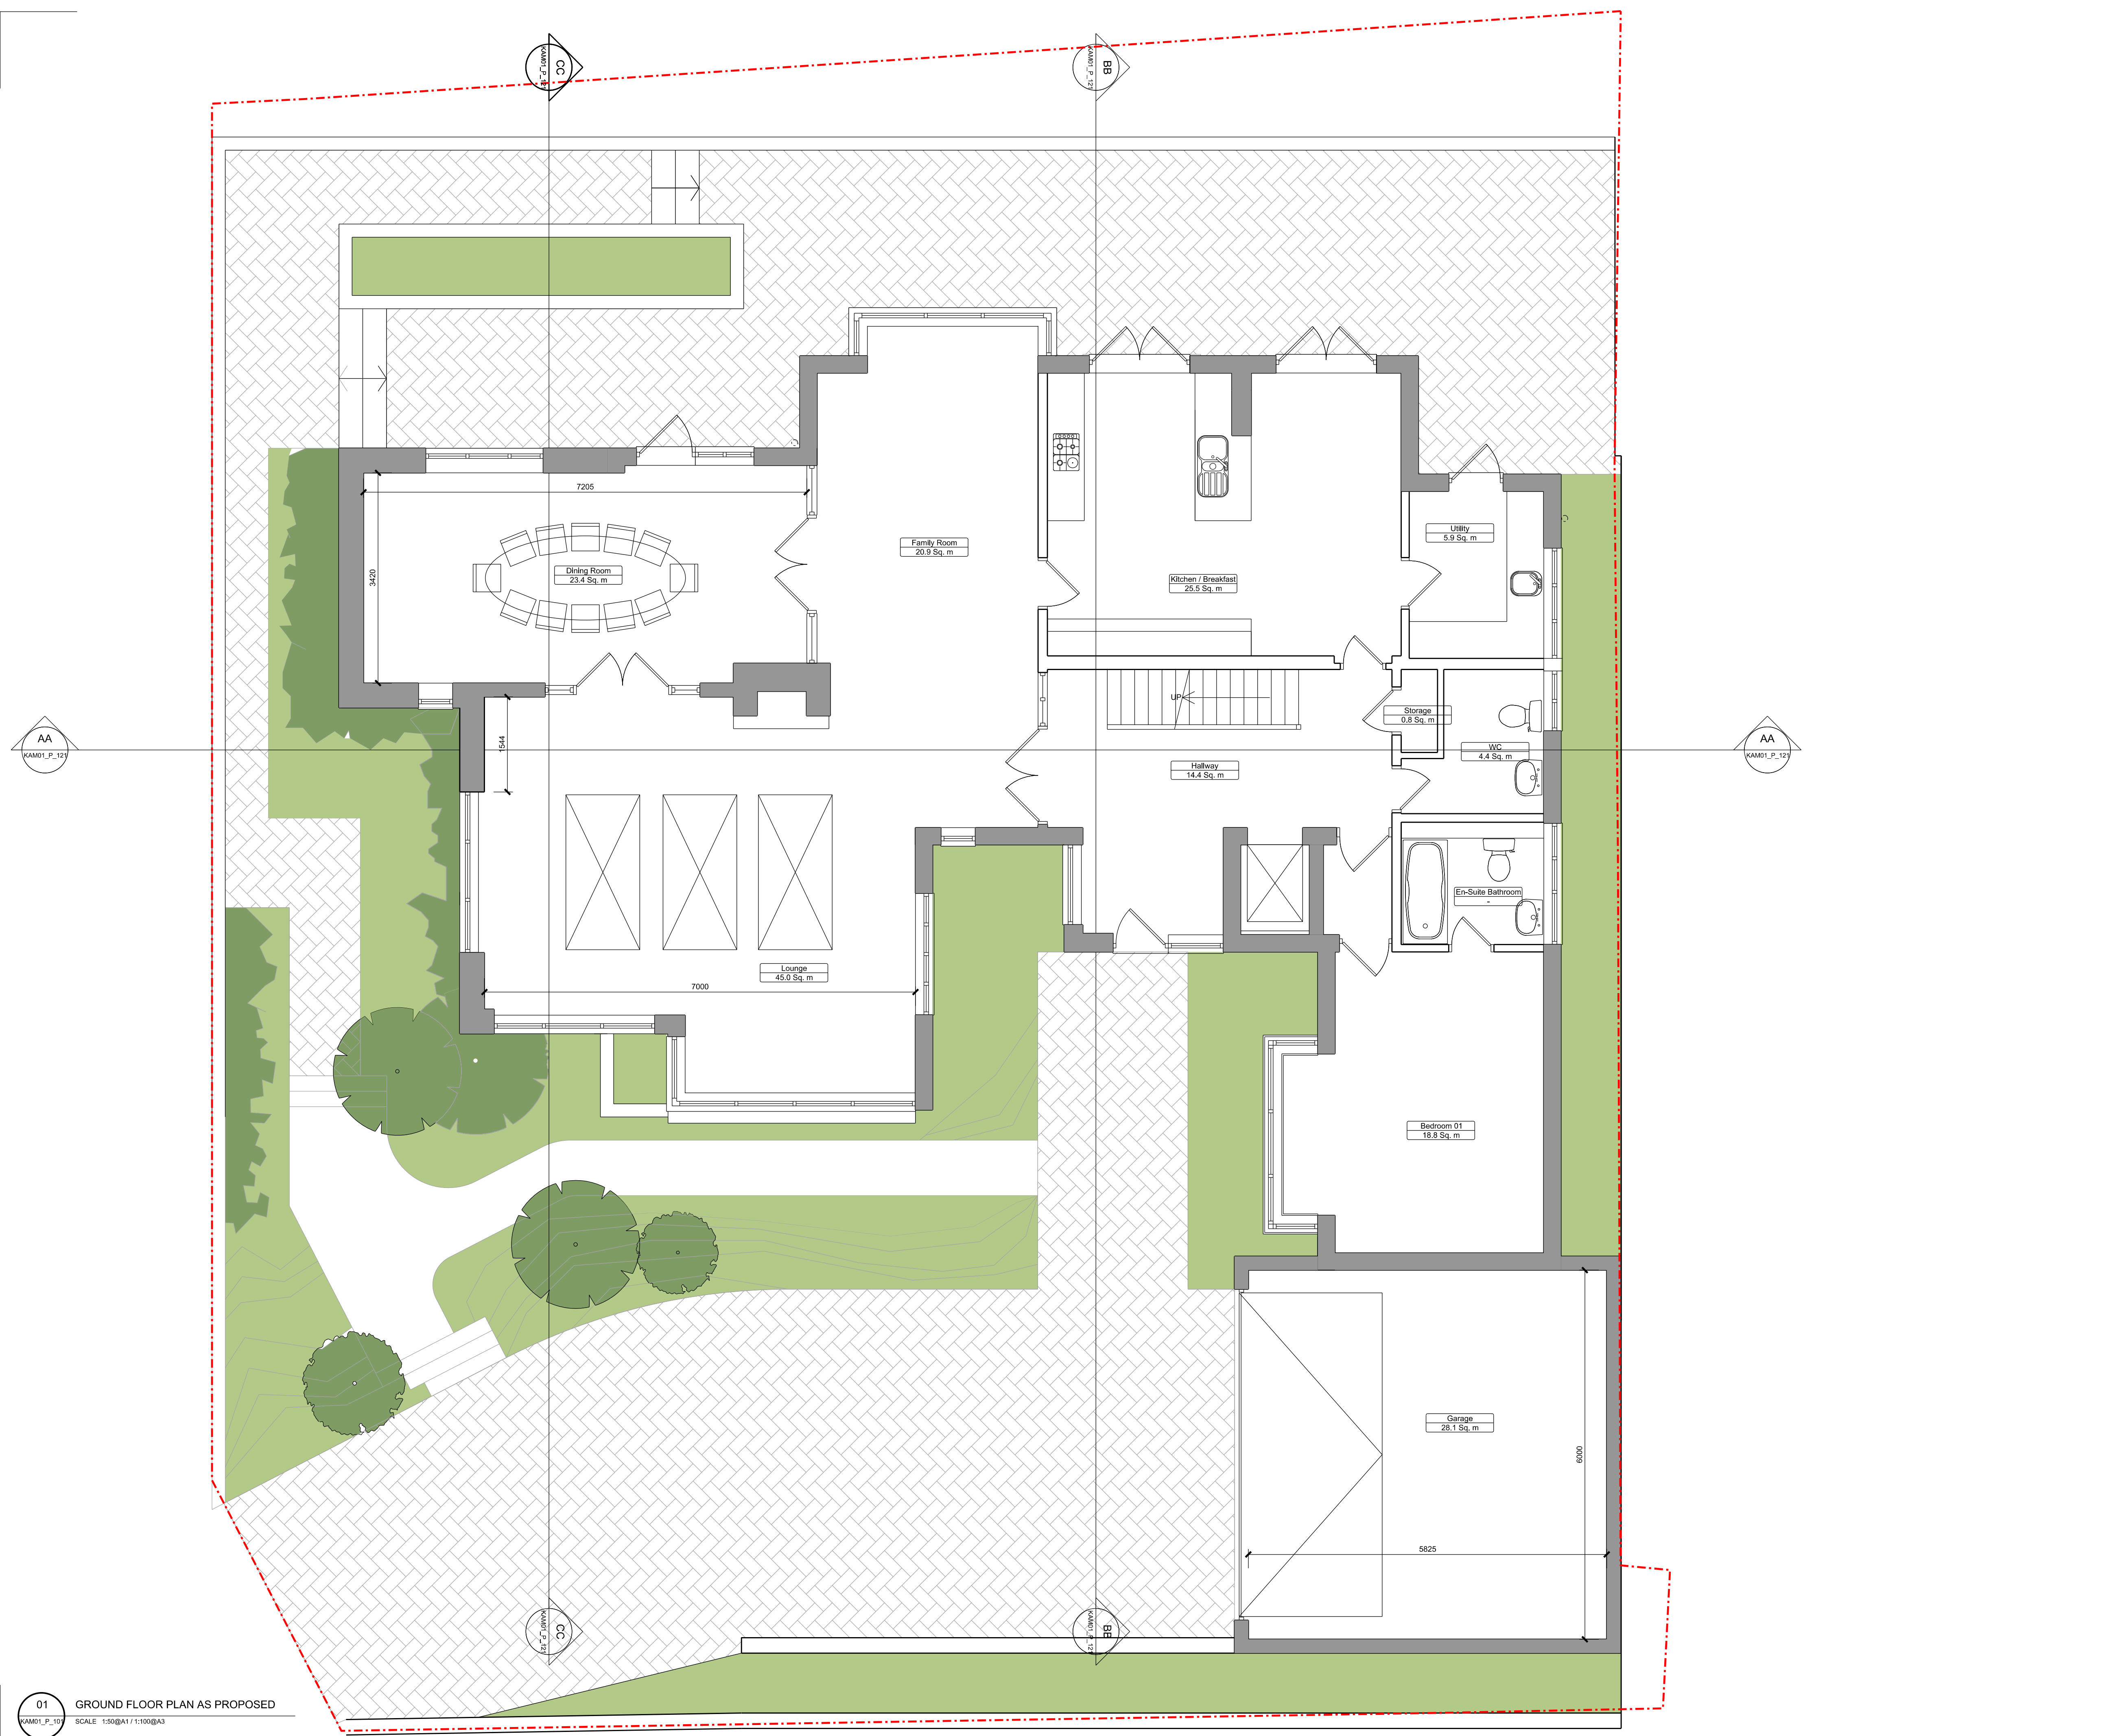 CC
KAM01_P_121
BB
KAM01_P_121
7205
Utility
5.9 Sq. m
Family Room
20.9 Sq. m
Dining Room
23.4 Sq. m
3420
Kitchen / Breakfast
25.5 Sq. m
UP
Storage
0.8 Sq. m
1544
AA
KAM01_P_121
WC
4.4 Sq. m
AA
KAM01_P_121
Hallway
14.4 Sq. m
En-Suite Bathroom
-
Lounge
45.0 Sq. m
7000
Bedroom 01
18.8 Sq. m
Garage
28.1 Sq. m
6000
5825
CC
KAM01_P_121
BB
KAM01_P_121
01
KAM01_P_101
GROUND FLOOR PLAN AS PROPOSED
SCALE 1:50@A1 / 1:100@A3